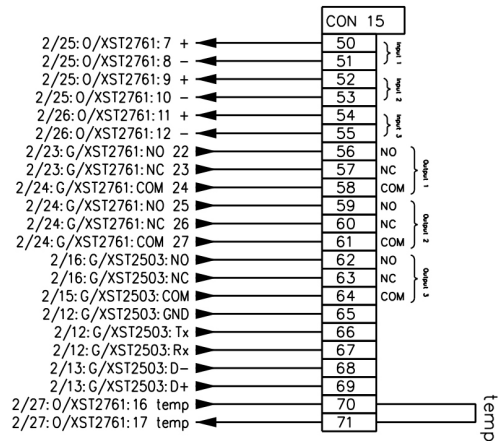 CON 15
2/25:O/XST2761:7 + 50
2/25:O/XST2761:8 - 51
Input 1
2/25:O/XST2761:9 + 52
2/25:O/XST2761:10 - 53
Input 2
2/26:O/XST2761:11 + 54
2/26:O/XST2761:12 - 55
Input 3
2/23:G/XST2761:NO 22 56 NO
2/23:G/XST2761:NC 23 57 NC
2/24:G/XST2761:COM 24 58 COM
Output 1
2/24:G/XST2761:NO 25 59 NO
2/24:G/XST2761:NC 26 60 NC
2/24:G/XST2761:COM 27 61 COM
Output 2
2/16:G/XST2503:NO 62 NO
2/16:G/XST2503:NC 63 NC
2/15:G/XST2503:COM 64 COM
Output 3
2/12:G/XST2503:GND 65
2/12:G/XST2503:Tx 66
2/12:G/XST2503:Rx 67
2/13:G/XST2503:D- 68
2/13:G/XST2503:D+ 69
2/27:O/XST2761:16 temp 70
2/27:O/XST2761:17 temp 71
temp